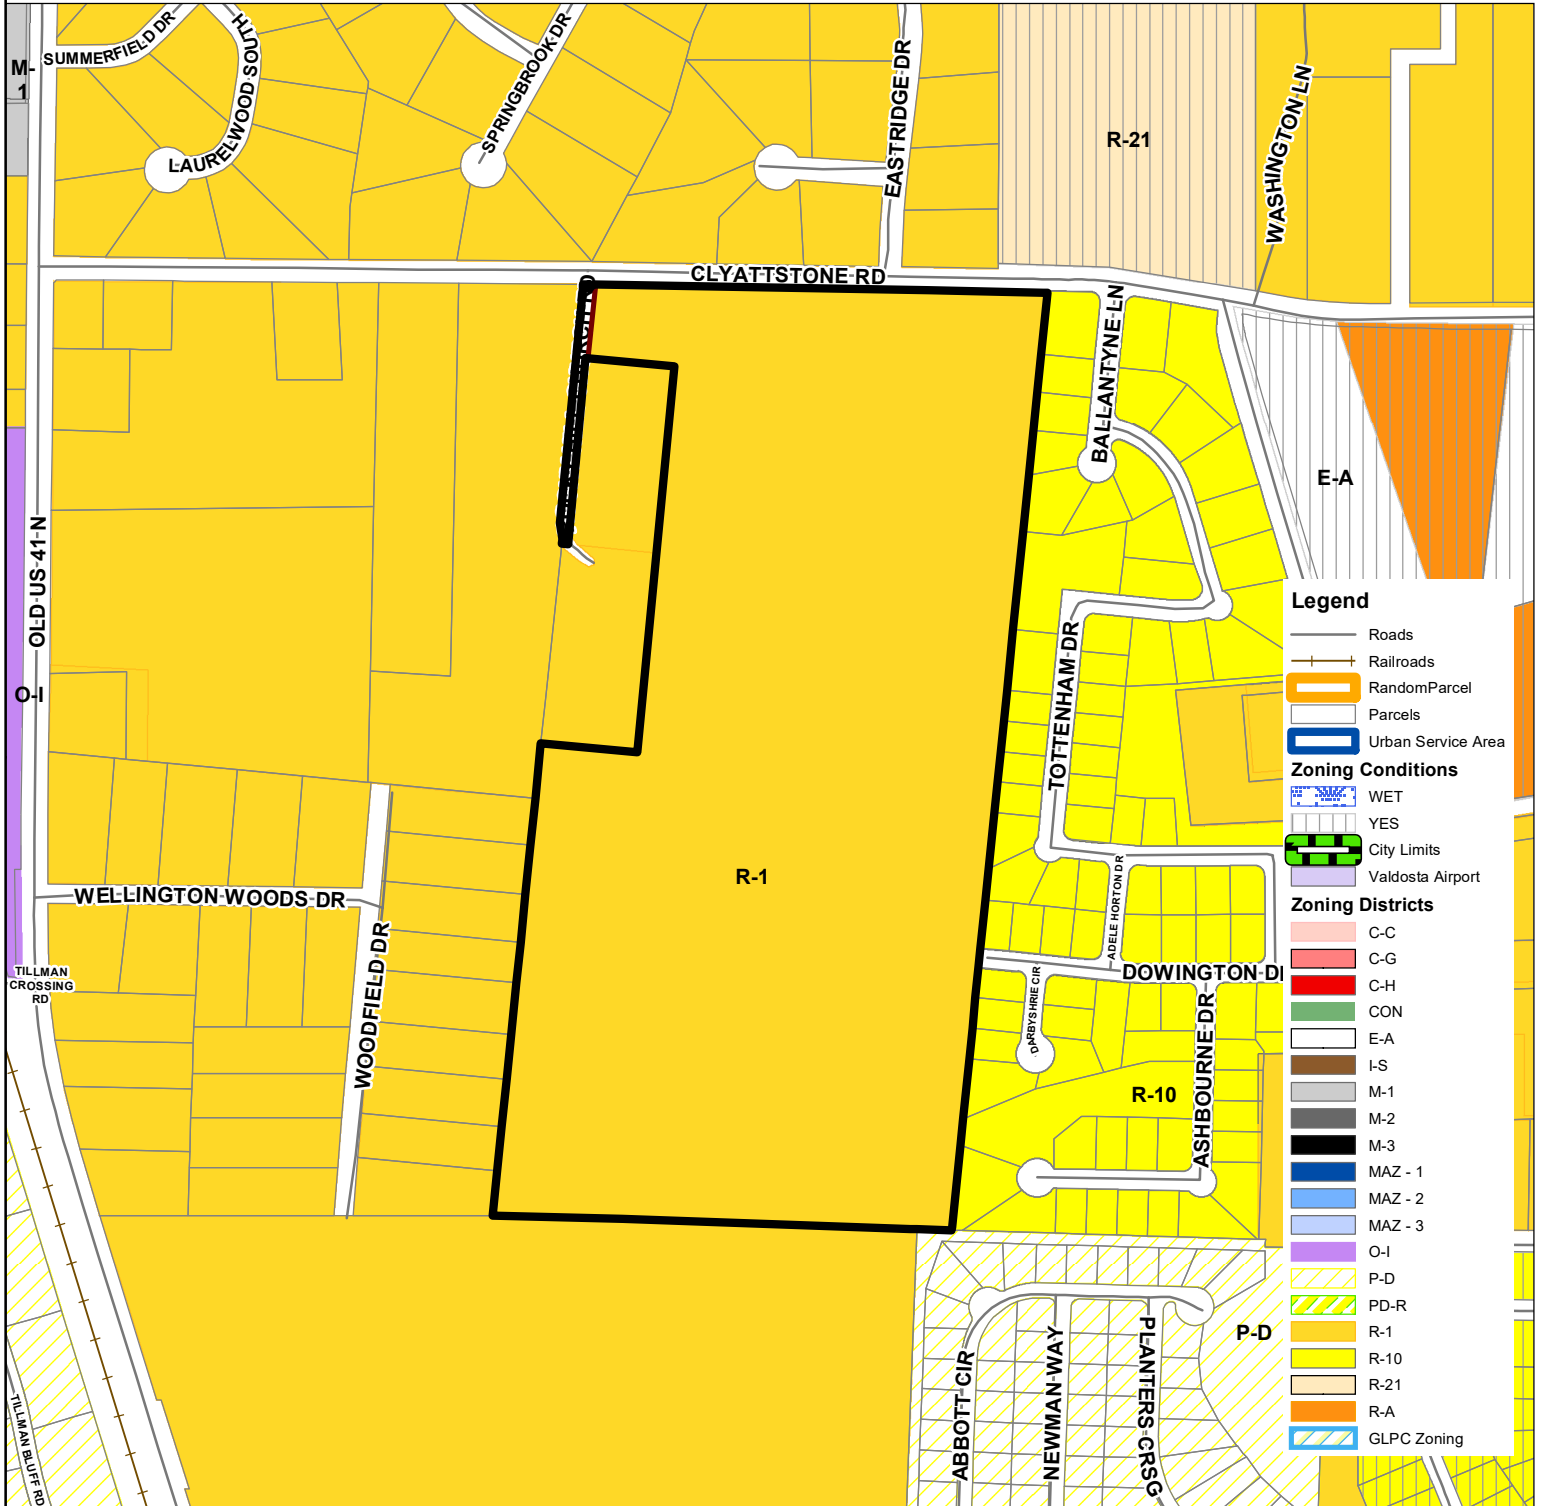 SUMMERFIELD DR
M-
1
LAURELWOOD SOUTH
SPRINGBROOK DR
EASTRIDGE DR
R-21
WASHINGTON LN
CLYATTSTONE RD
BALLANTYNE LN
E-A
OLD US 41 N
O-I
TOTTENHAM DR
R-1
WELLINGTON WOODS DR
WOODFIELD DR
ADELE HORTON DR
TILLMAN
CROSSING
RD
DOWINGTON
DARBYSHRIE CIR
ASHBOURNE DR
R-10
P-D
ABBOTT CIR
NEWMAN WAY
PLANTERS CRSG
TILLMAN BLUFF RD
Legend
Roads
Railroads
RandomParcel
Parcels
Urban Service Area
Zoning Conditions
WET
YES
City Limits
Valdosta Airport
Zoning Districts
C-C
C-G
C-H
CON
E-A
I-S
M-1
M-2
M-3
MAZ - 1
MAZ - 2
MAZ - 3
O-I
P-D
PD-R
R-1
R-10
R-21
R-A
GLPC Zoning